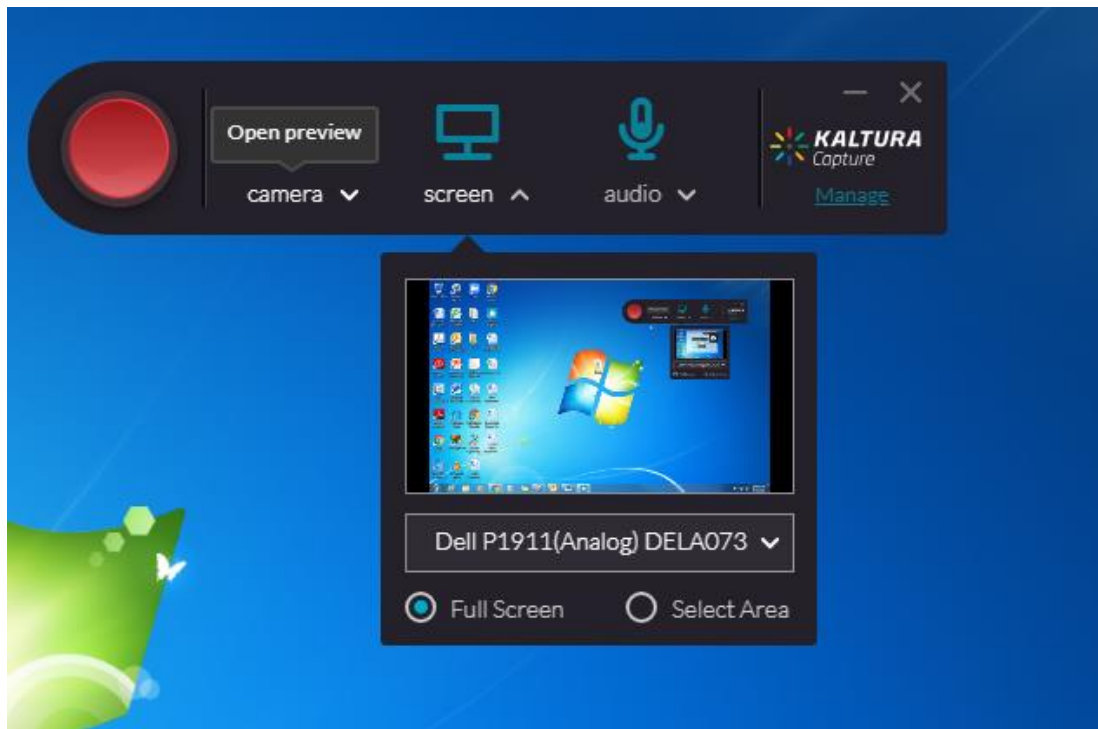 Open preview
camera
screen
audio
KALTURA
Capture
Manage
Dell P1911(Analog) DELA073
Full Screen
Select Area